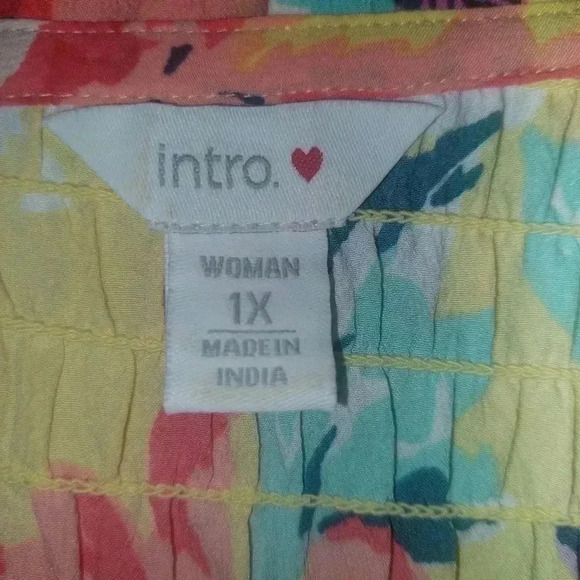 intro.
WOMAN
1X
MADE IN
INDIA